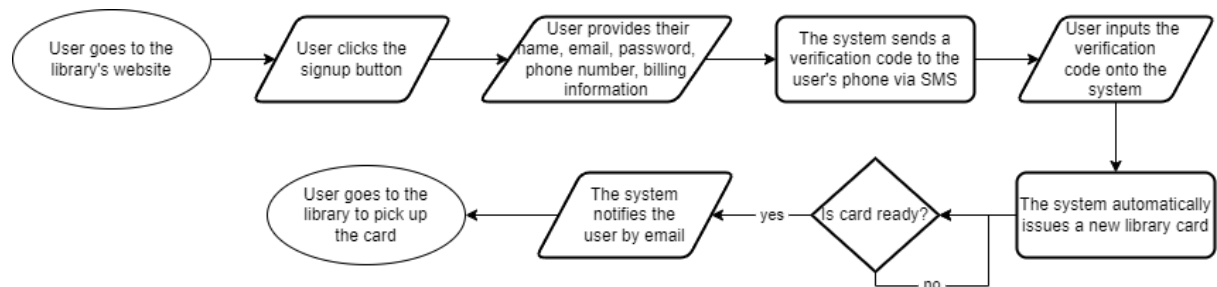 User goes to the
library's website
User clicks the
signup button
User provides their
name, email, password,
phone number, billing
information
The system sends a
verification code to the
user's phone via SMS
User inputs the
verification
code onto the
system
The system automatically
issues a new library card
Is card ready?
no
yes
The system
notifies the
user by email
User goes to the
library to pick up
the card